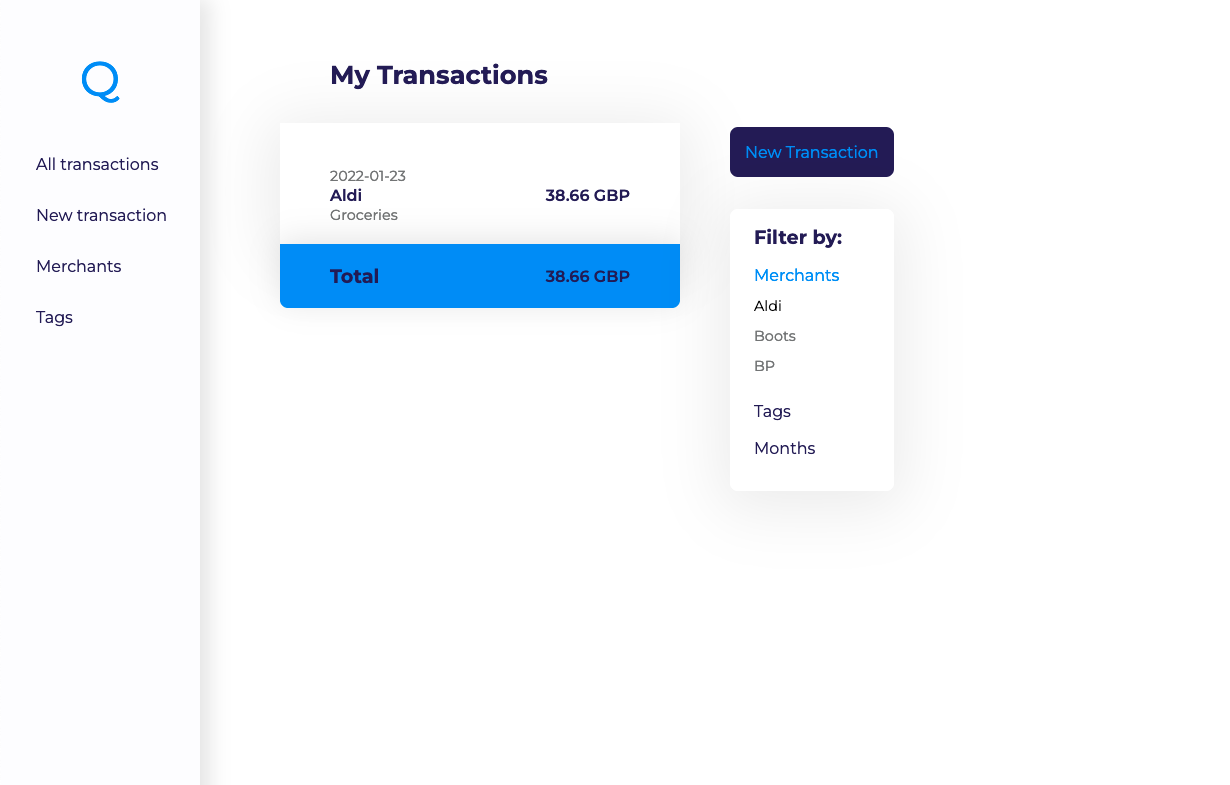 Q
All transactions
New transaction
Merchants
Tags
My Transactions
2022-01-23
Aldi 38.66 GBP
Groceries
Total 38.66 GBP
New Transaction
Filter by:
Merchants
Aldi
Boots
BP
Tags
Months